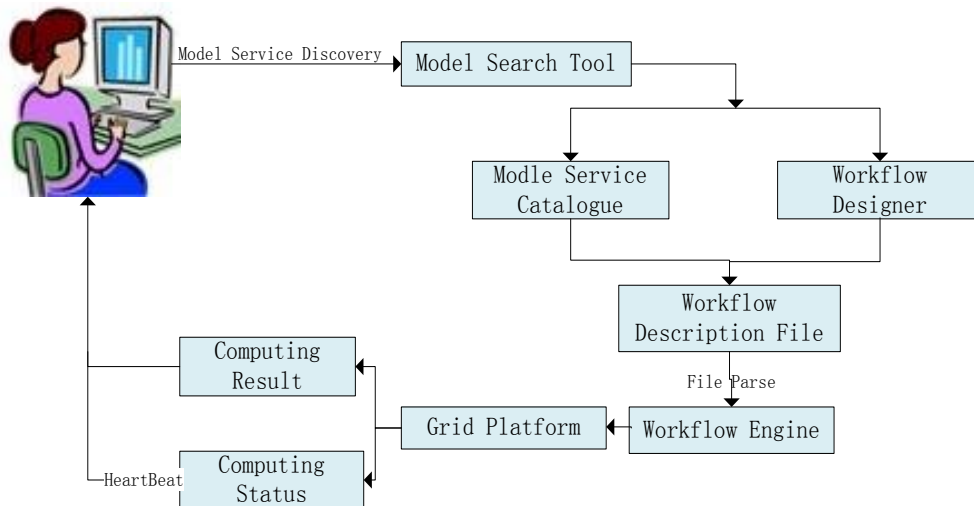 Model Service Discovery
Model Search Tool
Modle Service
Catalogue
Workflow
Designer
Workflow
Description File
File Parse
Workflow Engine
Grid Platform
Computing
Result
Computing
Status
HeartBeat